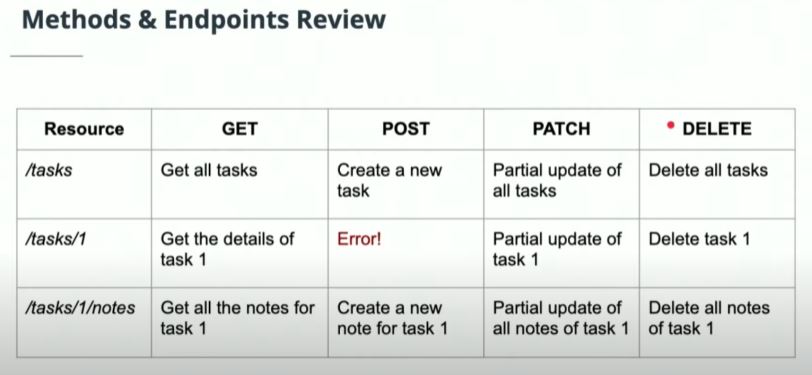 Methods & Endpoints Review
Resource GET POST PATCH DELETE
/tasks Get all tasks Create a new Partial update of Delete all tasks
task all tasks
/tasks/1 Get the details of Error! Partial update of Delete task 1
task 1 task 1
/tasks/1/notes Get all the notes for Create a new Partial update of Delete all notes
task 1 note for task 1 all notes of task 1 of task 1